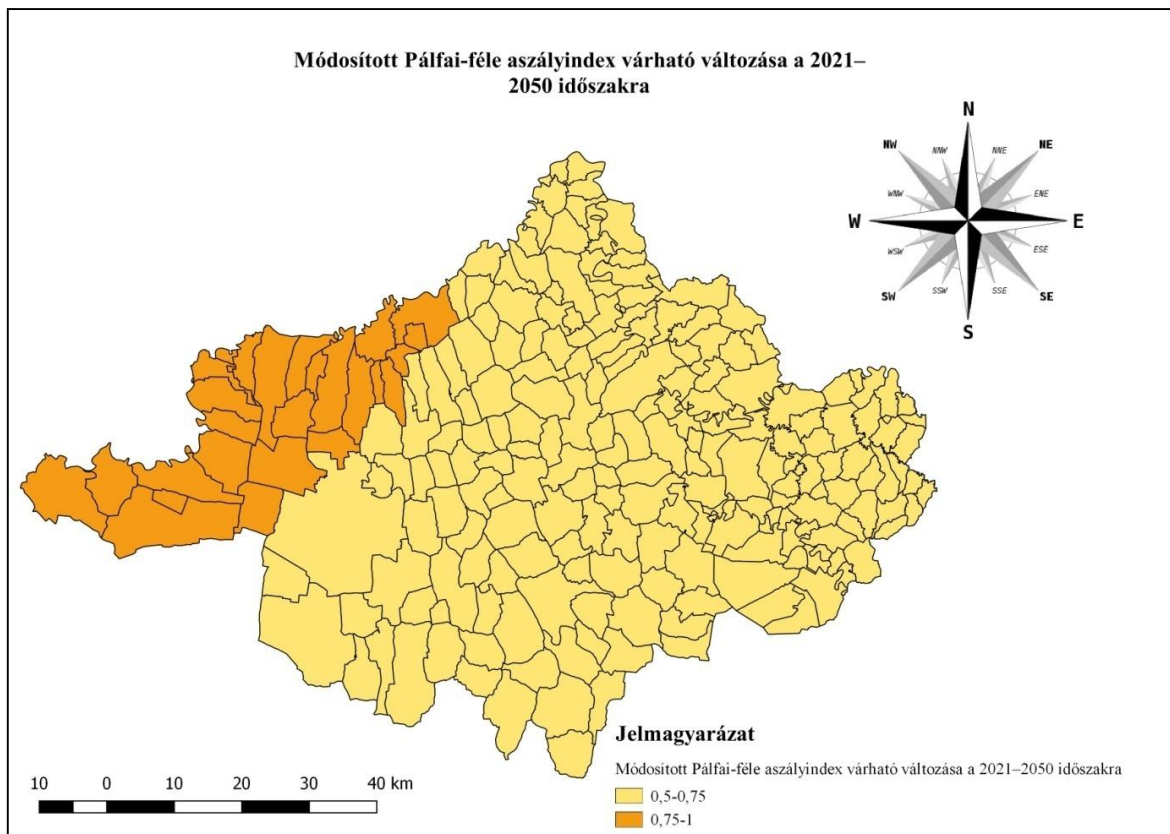 Módosított Pálfai-féle aszályindex várható változása a 2021–
2050 időszakra
N
NW
NNW
NNE
NE
WNW
ENE
W
E
WSW
ESE
SW
SSW
SSE
SE
S
Jelmagyarázat
Módosított Pálfai-féle aszályindex várható változása a 2021–2050 időszakra
0,5-0,75
0,75-1
10 0 10 20 30 40 km